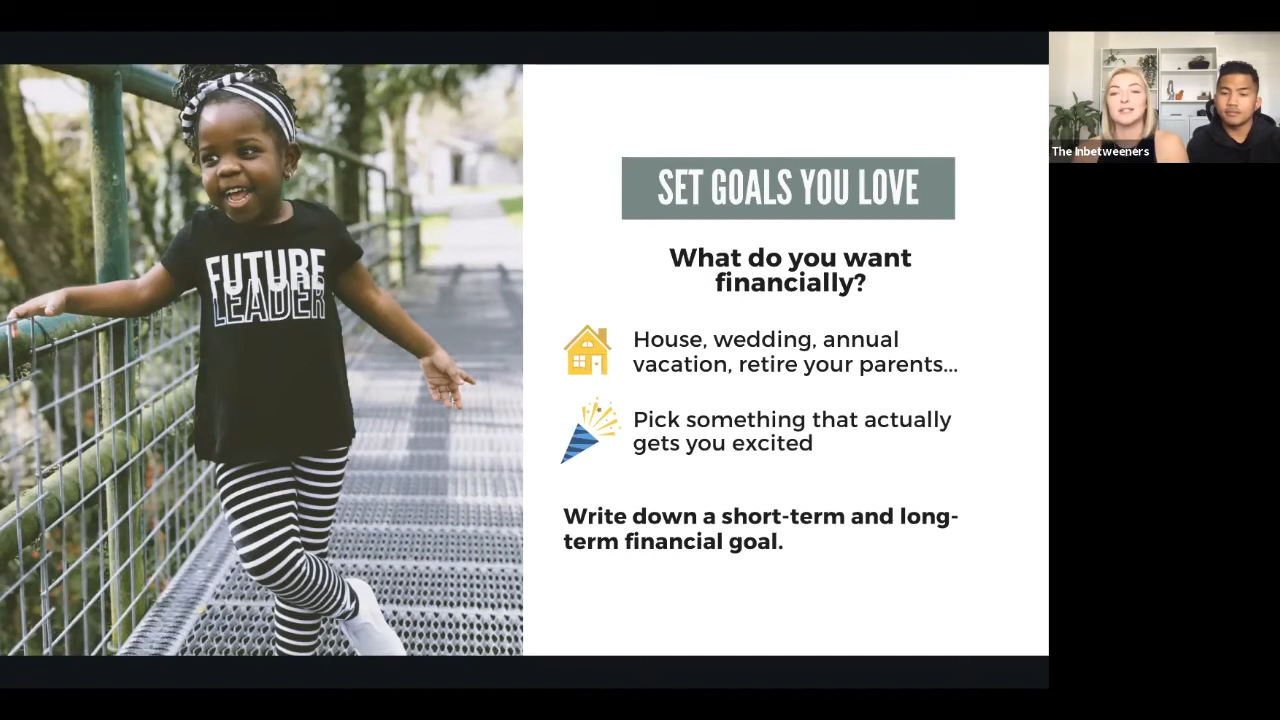 The Inbetweeners
FUTURE
LEADER
SET GOALS YOU LOVE
What do you want
financially?
House, wedding, annual
vacation, retire your parents...
Pick something that actually
gets you excited
Write down a short-term and long-
term financial goal.